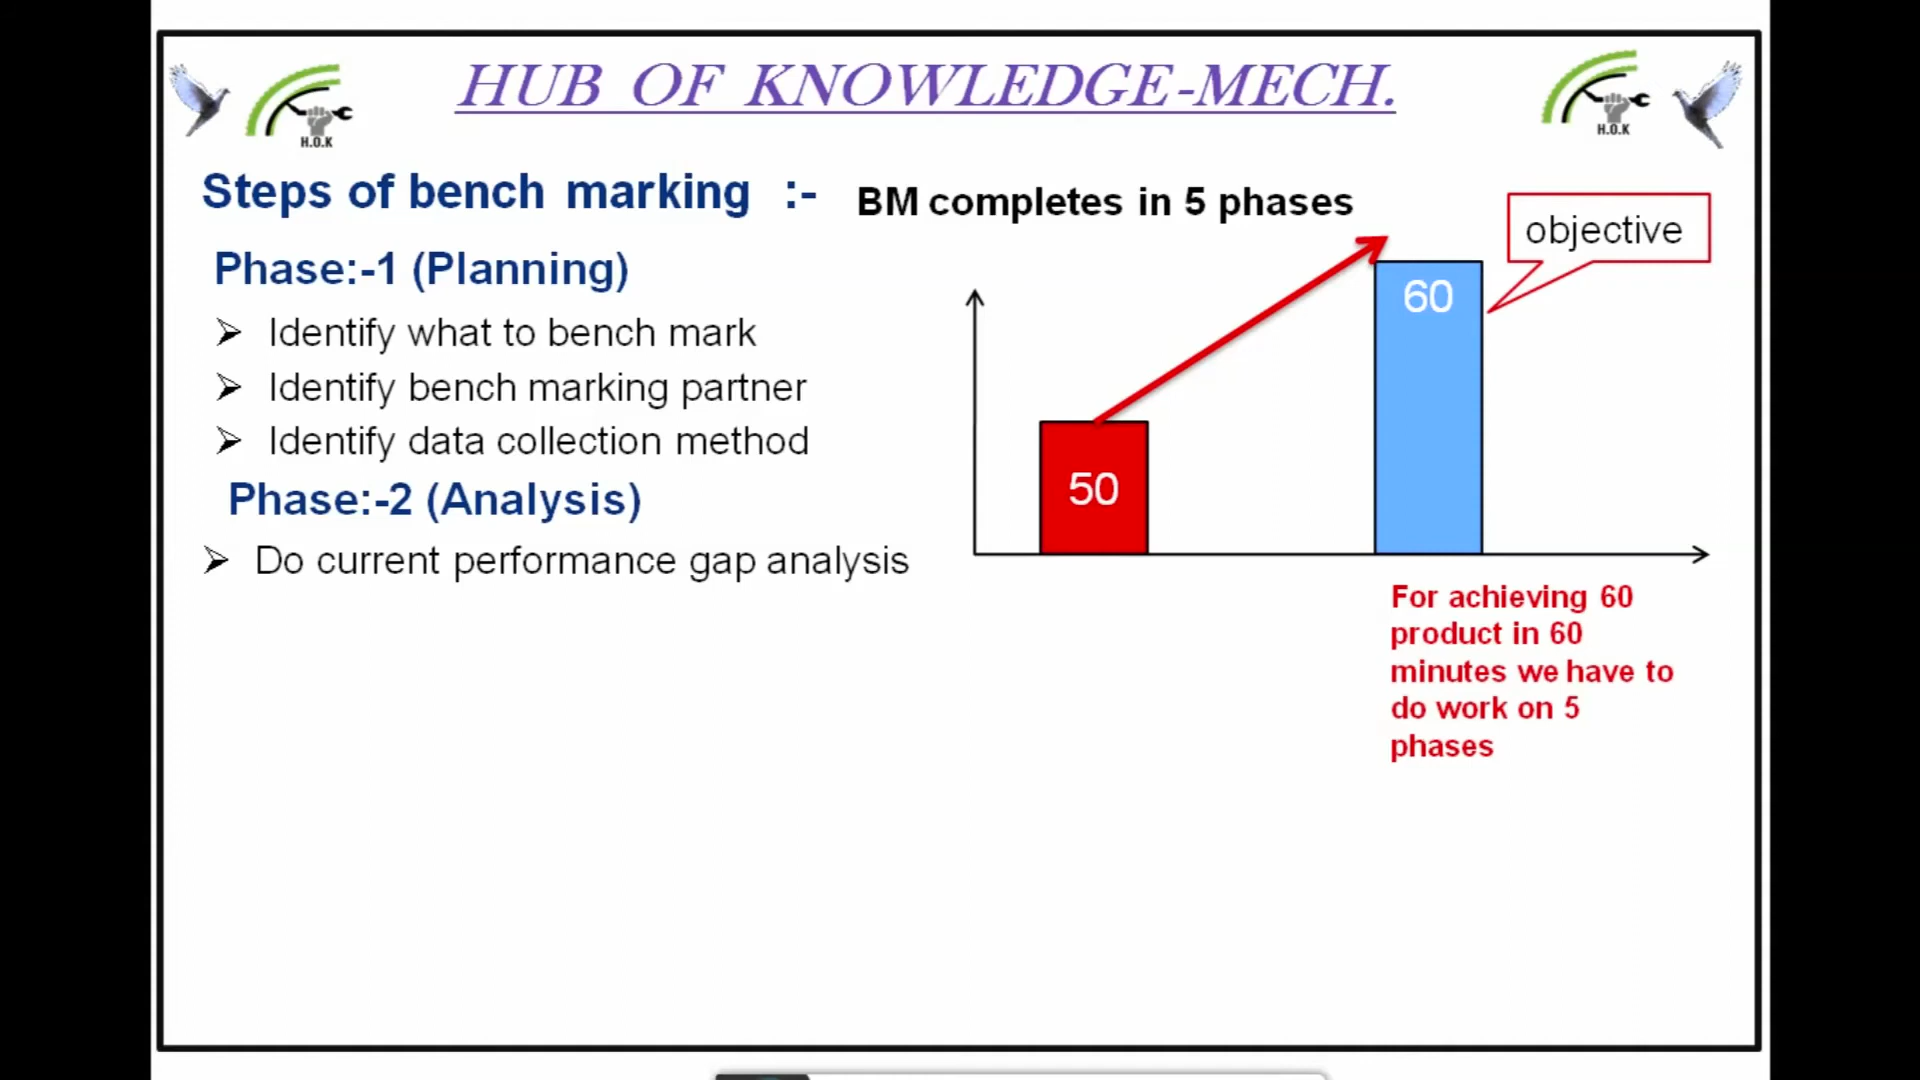 HUB OF KNOWLEDGE-MECH.
H.O.K
H.O.K
Steps of bench marking :-
BM completes in 5 phases
objective
Phase:-1 (Planning)
Identify what to bench mark
Identify bench marking partner
Identify data collection method
Phase:-2 (Analysis)
Do current performance gap analysis
60
50
For achieving 60
product in 60
minutes we have to
do work on 5
phases